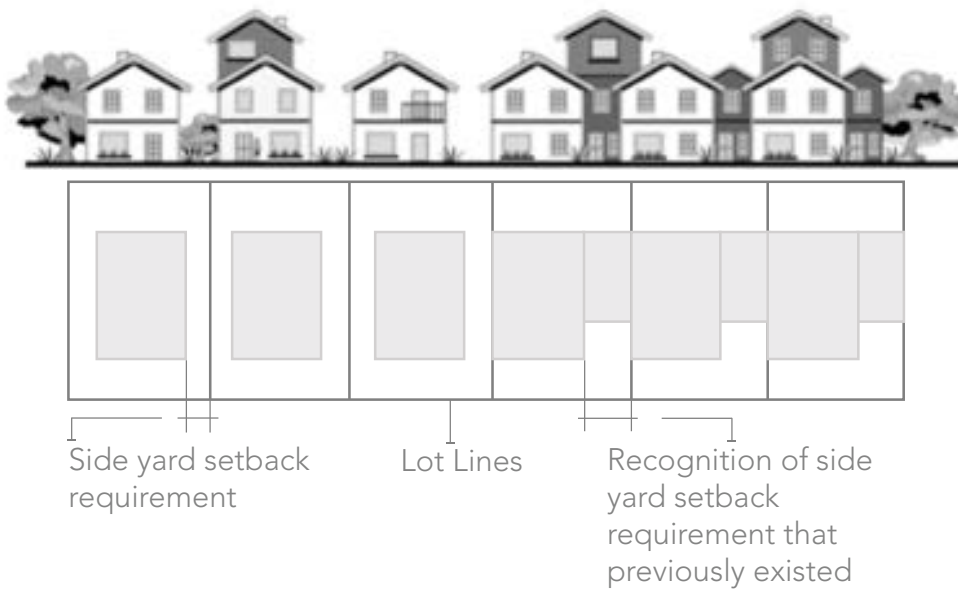 Side yard setback
requirement
Lot Lines
Recognition of side
yard setback
requirement that
previously existed